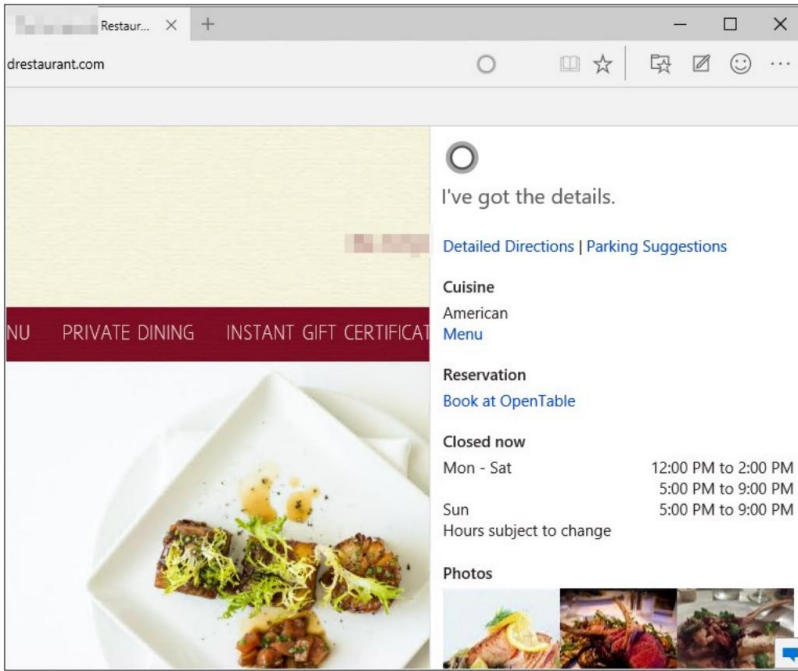 Restaur...
drestaurant.com
I've got the details.
Detailed Directions | Parking Suggestions
Cuisine
American
Menu
Reservation
Book at OpenTable
Closed now
Mon - Sat 12:00 PM to 2:00 PM
5:00 PM to 9:00 PM
Sun 5:00 PM to 9:00 PM
Hours subject to change
Photos
NU PRIVATE DINING INSTANT GIFT CERTIFICAT